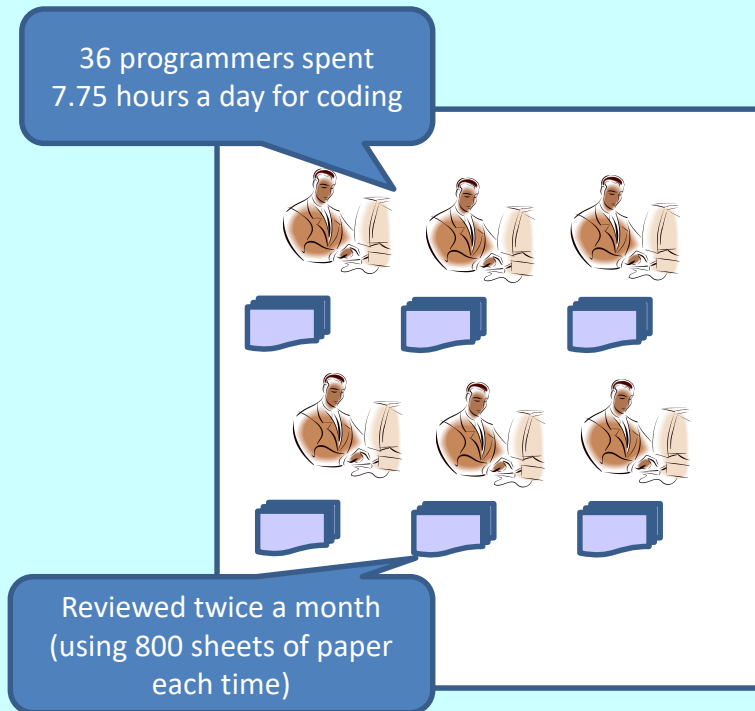 36 programmers spent
7.75 hours a day for coding
Reviewed twice a month
(using 800 sheets of paper
each time)